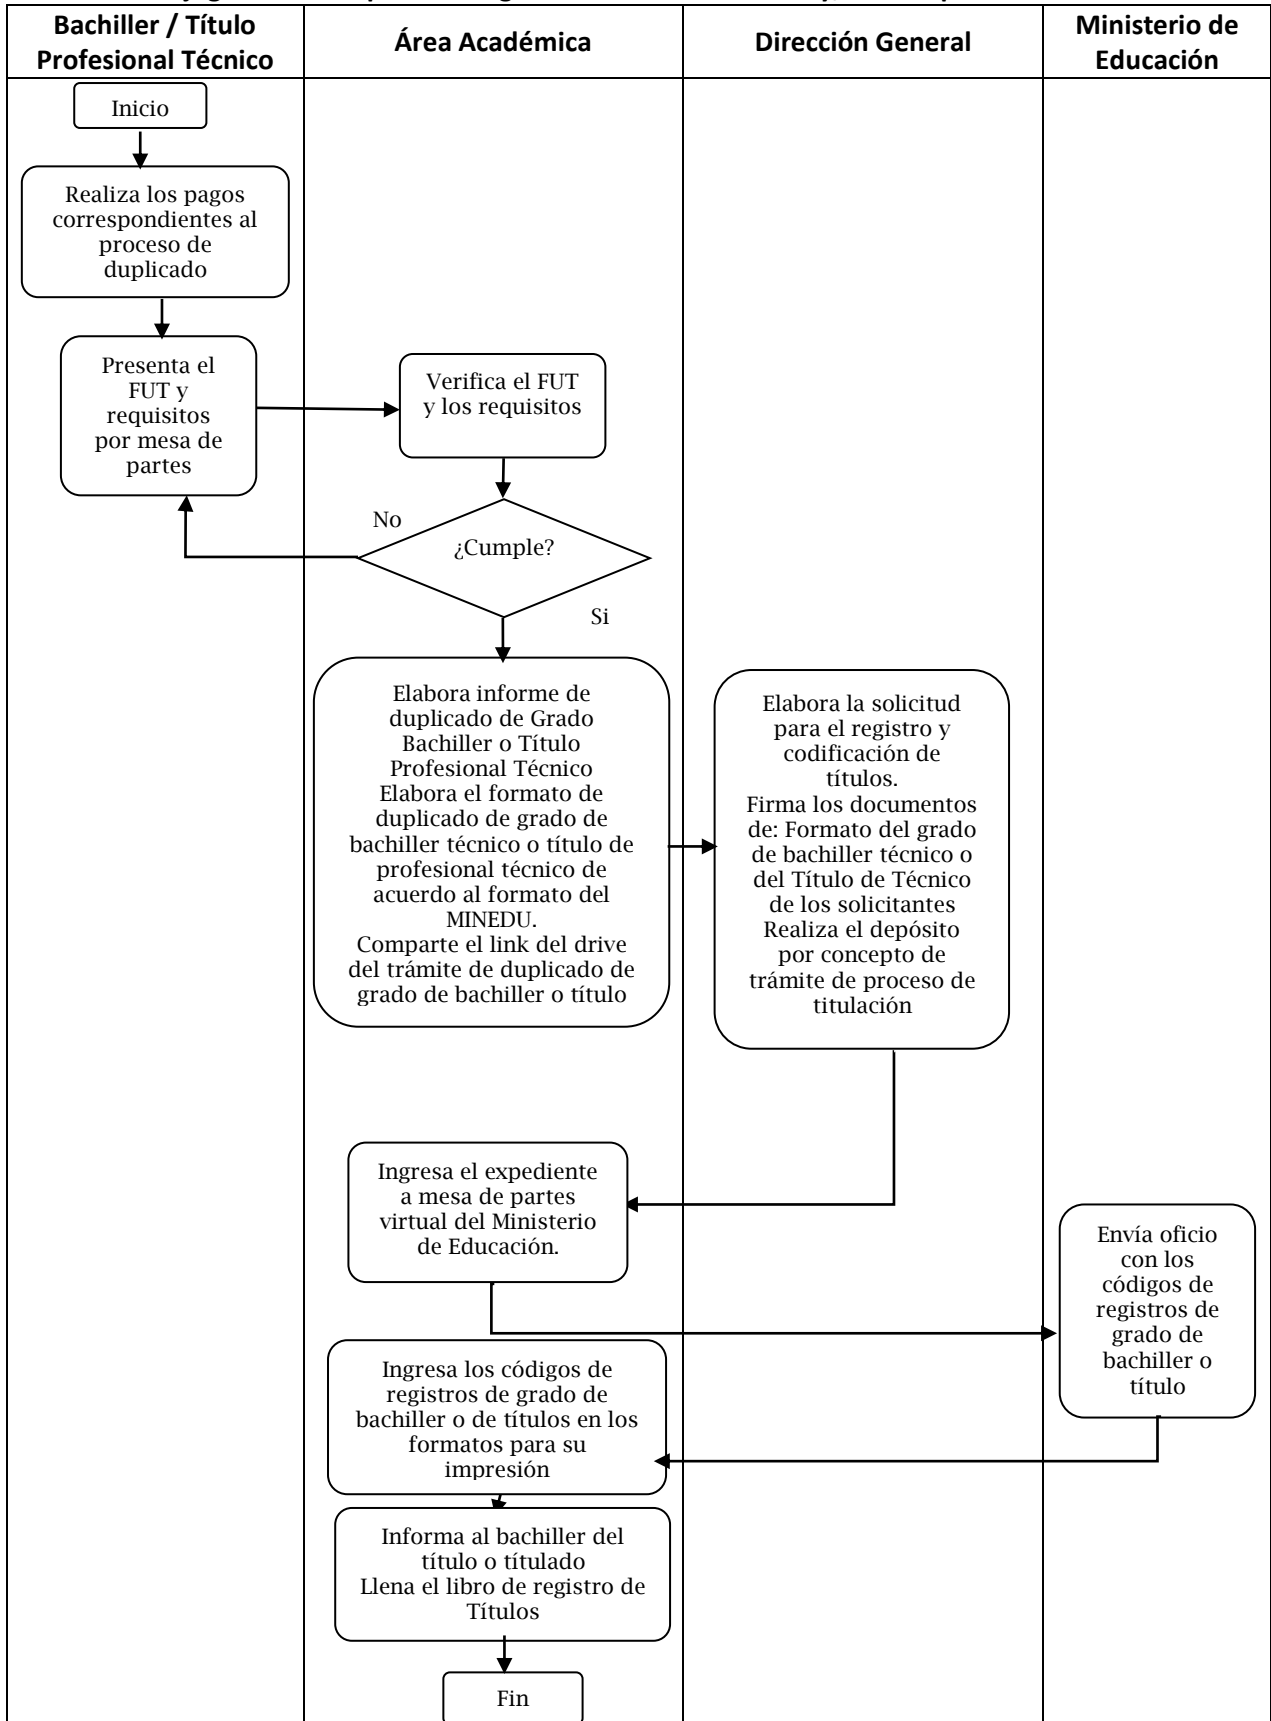 Bachiller / Título
Profesional Técnico
Área Académica
Dirección General
Ministerio de
Educación
Inicio
Realiza los pagos
correspondientes al
proceso de
duplicado
Presenta el
FUT y
requisitos
por mesa de
partes
Verifica el FUT
y los requisitos
No
¿Cumple?
Si
Elabora informe de
duplicado de Grado
Bachiller o Título
Profesional Técnico
Elabora el formato de
duplicado de grado de
bachiller técnico o título de
profesional técnico de
acuerdo al formato del
MINEDU.
Comparte el link del drive
del trámite de duplicado de
grado de bachiller o título
Elabora la solicitud
para el registro y
codificación de
títulos.
Firma los documentos
de: Formato del grado
de bachiller técnico o
del Título de Técnico
de los solicitantes
Realiza el depósito
por concepto de
trámite de proceso de
titulación
Ingresa el expediente
a mesa de partes
virtual del Ministerio
de Educación.
Envía oficio
con los
códigos de
registros de
grado de
bachiller o
título
Ingresa los códigos de
registros de grado de
bachiller o de títulos en los
formatos para su
impresión
Informa al bachiller del
título o títulado
Llena el libro de registro de
Títulos
Fin